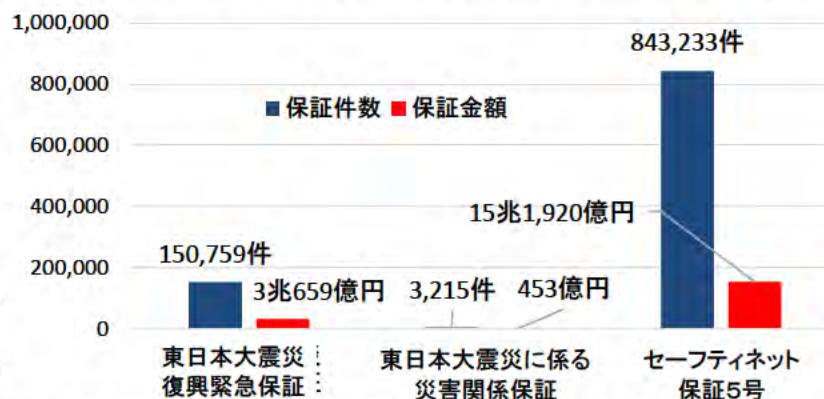 1,000,000
800,000
600,000
400,000
200,000
0
保証件数 保証金額
150,759件
3兆659億円
3,215件
453億円
843,233件
15兆1,920億円
東日本大震災
復興緊急保証
東日本大震災に係る
災害関係保証
セーフティネット
保証5号